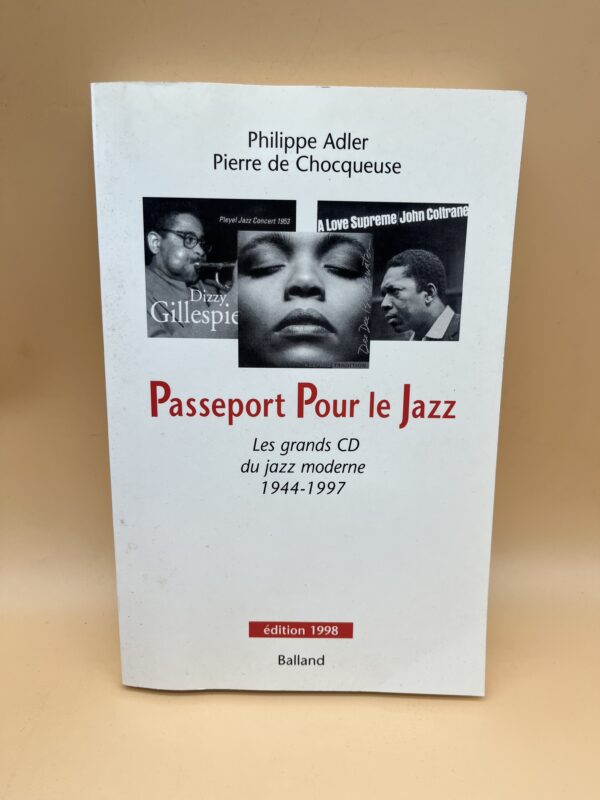 Philippe Adler
Pierre de Chocqueuse
Pleyel Jazz Concert 1953
Dizzy
Gillespie
A Love Supreme/John Coltrane
TRADITION
Passeport Pour le Jazz
Les grands CD
du jazz moderne
1944-1997
édition 1998
Balland